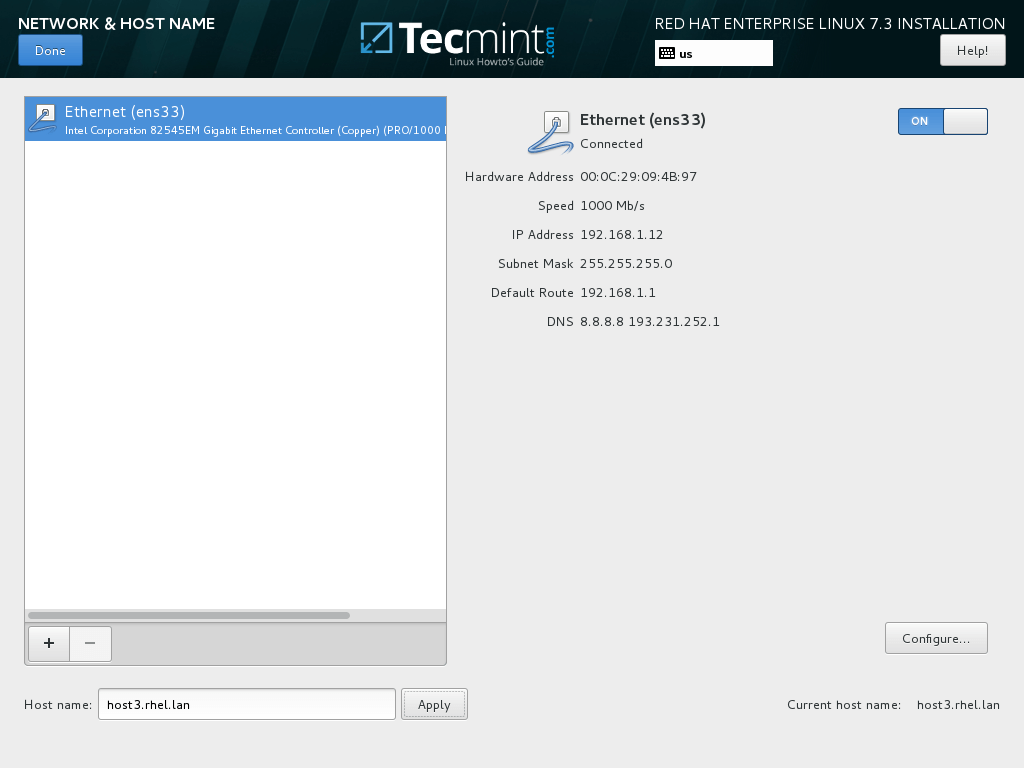 NETWORK & HOST NAME
Done
Tecmint.com
Linux Howto's Guide
RED HAT ENTERPRISE LINUX 7.3 INSTALLATION
us
Help!
Ethernet (ens33)
Intel Corporation 82545EM Gigabit Ethernet Controller (Copper) (PRO/1000
Ethernet (ens33)
Connected
ON
Hardware Address 00:0C:29:09:4B:97
Speed 1000 Mb/s
IP Address 192.168.1.12
Subnet Mask 255.255.255.0
Default Route 192.168.1.1
DNS 8.8.8.8 193.231.252.1
+ −
Configure...
Host name: host3.rhel.lan Apply
Current host name: host3.rhel.lan